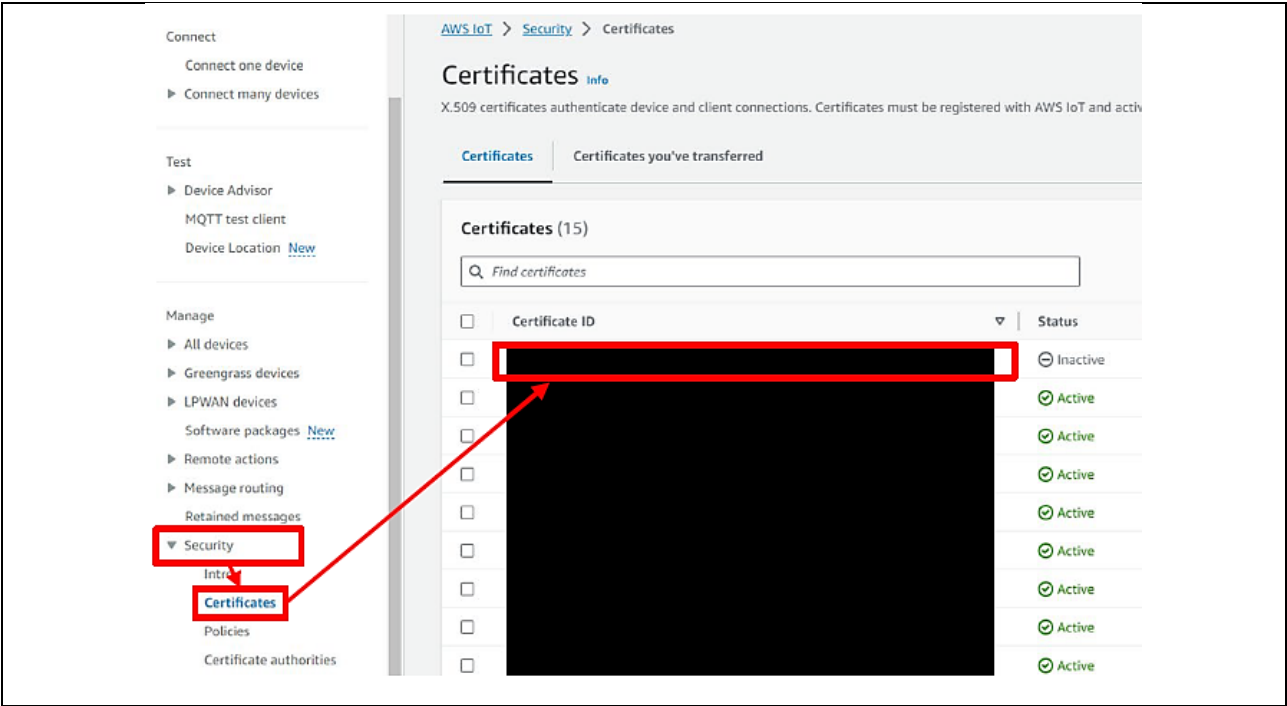 Connect
Connect one device
Connect many devices
Test
Device Advisor
MQTT test client
Device Location New
Manage
All devices
Greengrass devices
LPWAN devices
Software packages New
Remote actions
Message routing
Retained messages
Security
Certificates
Policies
Certificate authorities
AWS IoT > Security > Certificates
Certificates Info
X.509 certificates authenticate device and client connections. Certificates must be registered with AWS IoT and
Certificates
Certificates you've transferred
Certificates (15)
Find certificates
Certificate ID
Status
Inactive
Active
Active
Active
Active
Active
Active
Active
Active